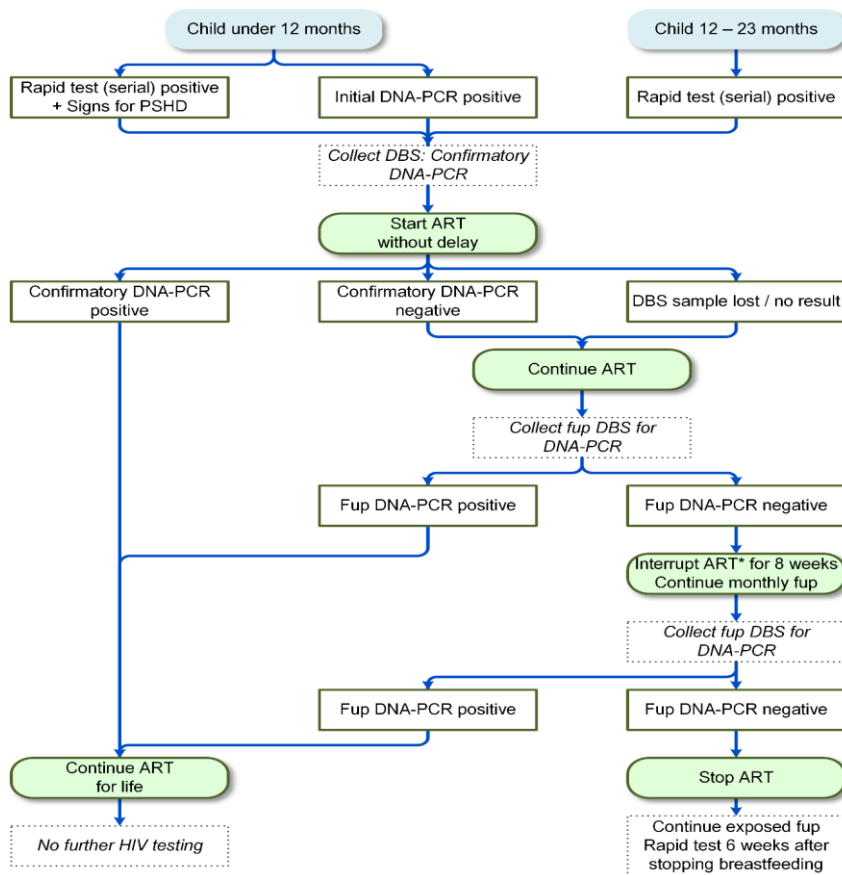 Child under 12 months
Child 12 – 23 months
Rapid test (serial) positive
+ Signs for PSHD
Initial DNA-PCR positive
Rapid test (serial) positive
Collect DBS: Confirmatory
DNA-PCR
Start ART
without delay
Confirmatory DNA-PCR
positive
Confirmatory DNA-PCR
negative
DBS sample lost / no result
Continue ART
Collect fup DBS for
DNA-PCR
Fup DNA-PCR positive
Fup DNA-PCR negative
Interrupt ART* for 8 weeks
Continue monthly fup
Collect fup DBS for
DNA-PCR
Fup DNA-PCR positive
Fup DNA-PCR negative
Continue ART
for life
Stop ART
No further HIV testing
Continue exposed fup
Rapid test 6 weeks after
stopping breastfeeding